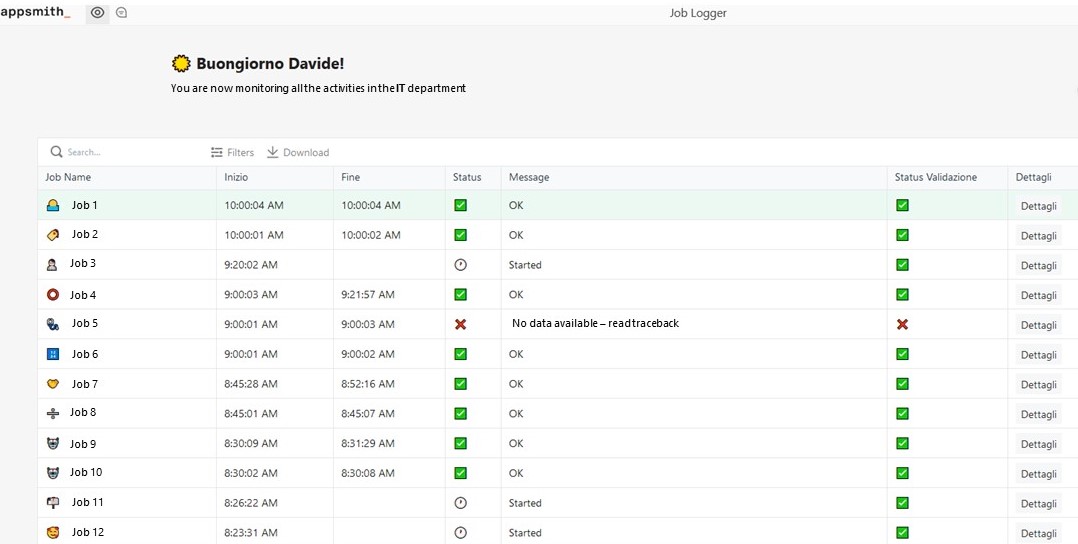 appsmith_
Job Logger
Buongiorno Davide!
You are now monitoring all the activities in the IT department
Search... Filters Download
Job Name Inizio Fine Status Message Status Validazione Dettagli
Job 1 10:00:04 AM 10:00:04 AM OK Dettagli
Job 2 10:00:01 AM 10:00:02 AM OK Dettagli
Job 3 9:20:02 AM Started Dettagli
Job 4 9:00:03 AM 9:21:57 AM OK Dettagli
Job 5 9:00:01 AM 9:00:03 AM No data available – read traceback Dettagli
Job 6 9:00:01 AM 9:00:02 AM OK Dettagli
Job 7 8:45:28 AM 8:52:16 AM OK Dettagli
Job 8 8:45:01 AM 8:45:07 AM OK Dettagli
Job 9 8:30:09 AM 8:31:29 AM OK Dettagli
Job 10 8:30:02 AM 8:30:08 AM OK Dettagli
Job 11 8:26:22 AM Started Dettagli
Job 12 8:23:31 AM Started Dettagli